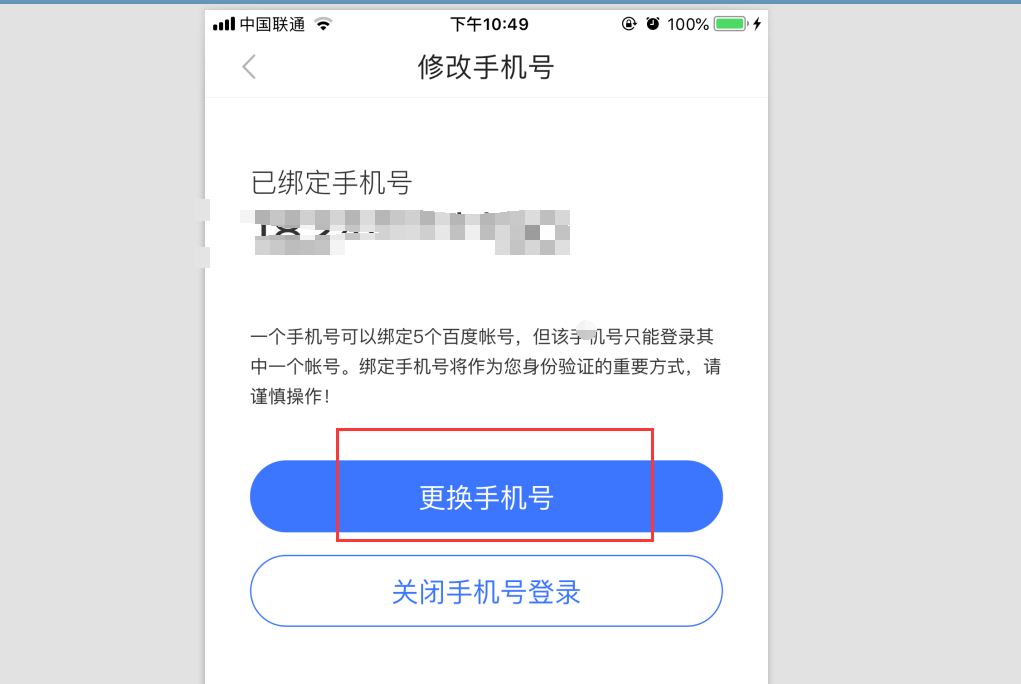 中国联通 下午10:49 100%
修改手机号
已绑定手机号
一个手机号可以绑定5个百度帐号，但该手机号只能登录其
中一个帐号。绑定手机号将作为您身份验证的重要方式，请
谨慎操作！
更换手机号
关闭手机号登录